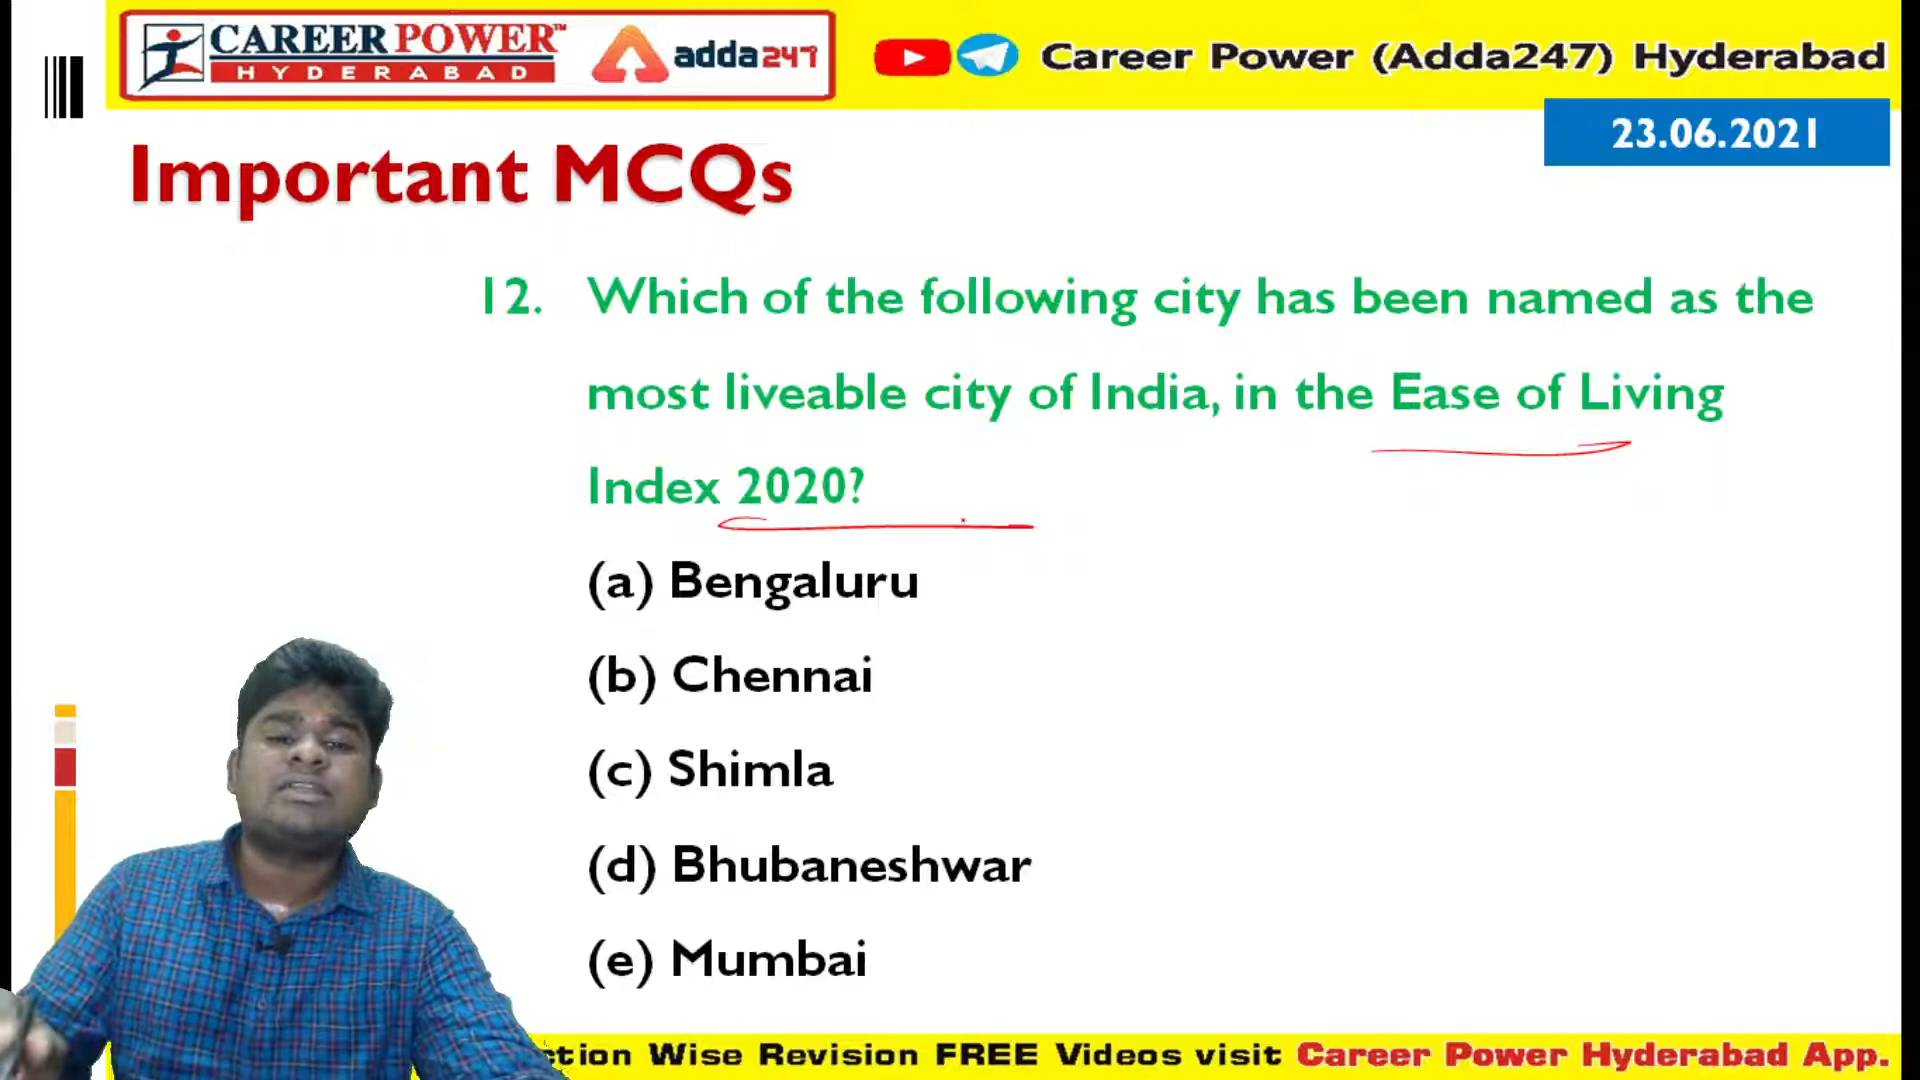 CAREER POWER™
HYDERABAD
adda247
Career Power (Adda247) Hyderabad
23.06.2021
Important MCQs
12. Which of the following city has been named as the
most liveable city of India, in the Ease of Living
Index 2020?
(a) Bengaluru
(b) Chennai
(c) Shimla
(d) Bhubaneshwar
(e) Mumbai
Wise Revision FREE Videos visit Career Power Hyderabad App.